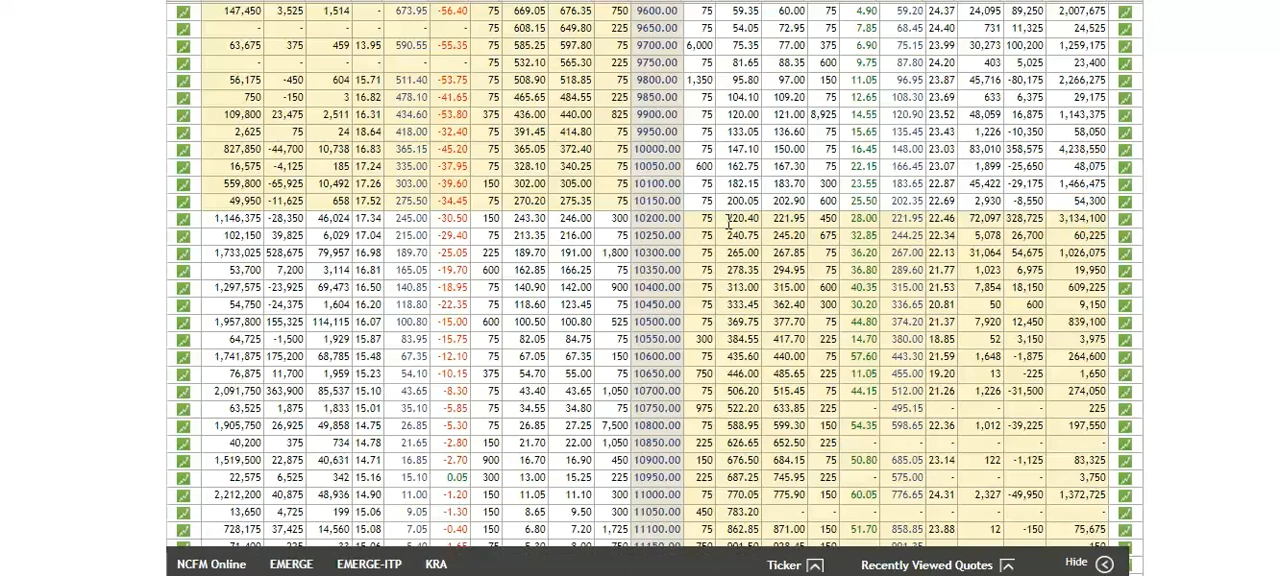 147,450 3,525 1,514 - 673.95 -56.40 75 669.05 676.35 750 9600.00 75 59.35 60.00 75 4.90 59.20 24.37 24,095 89,250 2,007,675
- - - - - - 75 608.15 649.80 225 9650.00 75 54.05 72.95 75 7.85 68.45 24.40 731 11,325 24,525
63,675 375 459 13.95 590.55 -55.35 75 585.25 597.80 75 9700.00 6,000 75.35 77.00 375 6.90 75.15 23.99 30,273 100,200 1,259,175
- - - - - - 75 532.10 565.30 225 9750.00 75 81.65 88.35 600 9.75 87.80 24.20 403 5,025 23,400
56,175 -450 604 15.71 511.40 -53.75 75 508.90 518.85 75 9800.00 1,350 95.80 97.00 150 11.05 96.95 23.87 45,716 -80,175 2,266,275
750 -150 3 16.82 478.10 -41.65 75 465.65 484.55 225 9850.00 75 104.10 109.20 75 12.65 108.30 23.69 633 6,375 29,175
109,800 23,475 2,511 16.31 434.60 -53.80 375 436.00 440.00 825 9900.00 75 120.00 121.00 8,925 14.55 120.90 23.52 48,059 16,875 1,143,375
2,625 75 24 18.64 418.00 -32.40 75 391.45 414.80 75 9950.00 75 133.05 136.60 75 15.65 135.45 23.43 1,226 -10,350 58,050
827,850 -44,700 10,738 16.83 365.15 -45.20 75 365.05 372.40 75 10000.00 75 147.10 150.00 75 16.45 148.00 23.03 83,010 358,575 4,238,550
16,575 -4,125 185 17.24 335.00 -37.95 75 328.10 340.25 75 10050.00 600 162.75 167.30 75 22.15 166.45 23.07 1,899 -25,650 48,075
559,800 -65,925 10,492 17.26 303.00 -39.60 150 302.00 305.00 75 10100.00 75 182.15 183.70 300 23.55 183.65 22.87 45,422 -29,175 1,466,475
49,950 -11,625 658 17.52 275.50 -34.45 75 270.20 275.35 75 10150.00 75 200.05 202.90 600 25.50 202.35 22.69 2,930 -8,550 54,300
1,146,375 -28,350 46,024 17.34 245.00 -30.50 150 243.30 246.00 300 10200.00 75 220.40 221.95 450 28.00 221.95 22.46 72,097 328,725 3,134,100
102,150 39,825 6,029 17.04 215.00 -29.40 75 213.35 216.00 75 10250.00 75 240.75 245.20 675 32.85 244.25 22.34 5,078 26,700 60,225
1,733,025 528,675 79,957 16.98 189.70 -25.05 225 189.70 191.00 1,800 10300.00 75 265.00 267.85 75 36.20 267.00 22.13 31,064 54,675 1,026,075
53,700 7,200 3,114 16.81 165.05 -19.70 600 162.85 166.25 75 10350.00 75 278.35 294.95 75 36.80 289.60 21.77 1,023 6,975 19,950
1,297,575 -23,925 69,473 16.50 140.85 -18.95 75 140.90 142.00 900 10400.00 75 313.00 315.00 600 40.35 315.00 21.53 7,854 18,150 609,225
54,750 -24,375 1,604 16.20 118.80 -22.35 75 118.60 123.45 75 10450.00 75 333.45 362.40 300 30.20 336.65 20.81 50 600 9,150
1,957,800 155,325 114,115 16.07 100.80 -15.00 600 100.50 100.80 525 10500.00 75 369.75 377.70 75 44.80 374.20 21.37 7,920 12,450 839,100
64,725 -1,500 1,929 15.87 83.95 -15.75 75 82.05 84.75 75 10550.00 300 384.55 417.70 225 14.70 380.00 18.85 52 3,150 3,975
1,741,875 175,200 68,785 15.48 67.35 -12.10 75 67.05 67.35 150 10600.00 75 435.60 440.00 75 57.60 443.30 21.59 1,648 -1,875 264,600
76,875 11,700 1,959 15.23 54.10 -10.15 375 54.70 55.00 75 10650.00 750 446.00 485.65 225 11.05 455.00 19.20 13 -225 1,650
2,091,750 363,900 85,537 15.10 43.65 -8.30 75 43.40 43.65 1,050 10700.00 75 506.20 515.45 75 44.15 512.00 21.26 1,226 -31,500 274,050
63,525 1,875 1,833 15.01 35.10 -5.85 75 34.55 34.80 75 10750.00 975 522.20 633.85 225 - 495.15 - - - 225
1,905,750 26,925 49,858 14.75 26.85 -5.30 75 26.85 27.25 7,500 10800.00 75 588.95 599.30 150 54.35 598.65 22.36 1,012 -39,225 197,550
40,200 375 734 14.78 21.65 -2.80 150 21.70 22.00 1,050 10850.00 225 626.65 652.50 225 - - - - - -
1,519,500 22,875 40,631 14.71 16.85 -2.70 900 16.70 16.90 450 10900.00 150 676.50 684.15 75 50.80 685.05 23.14 122 -1,125 83,325
22,575 6,525 342 15.16 15.10 0.05 300 13.00 15.25 225 10950.00 225 687.25 745.95 225 - 575.00 - - - 3,750
2,212,200 40,875 48,936 14.90 11.00 -1.20 150 11.05 11.10 300 11000.00 75 770.05 775.90 150 60.05 776.65 24.31 2,327 -49,950 1,372,725
13,650 4,725 199 15.06 9.05 -1.30 150 8.65 9.50 300 11050.00 450 783.20 - - - - - - - -
728,175 37,425 14,560 15.08 7.05 -0.40 150 6.80 7.20 1,725 11100.00 75 862.85 871.00 150 51.70 858.85 23.88 12 -150 75,675
NCFM Online EMERGE EMERGE-ITP KRA Ticker Recently Viewed Quotes Hide